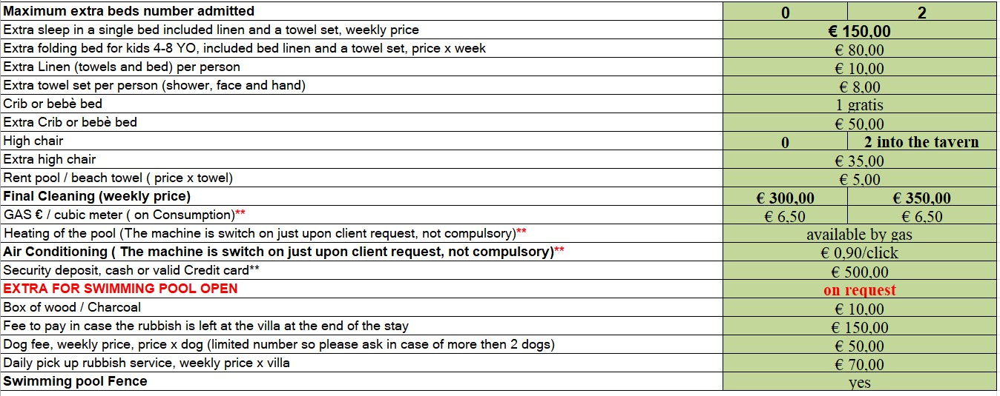 Maximum extra beds number admitted 0 2
Extra sleep in a single bed included linen and a towel set, weekly price € 150,00
Extra folding bed for kids 4-8 YO, included bed linen and a towel set, price x week € 80,00
Extra Linen (towels and bed) per person € 10,00
Extra towel set per person (shower, face and hand) € 8,00
Crib or bebè bed 1 gratis
Extra Crib or bebè bed € 50,00
High chair 0 2 into the tavern
Extra high chair € 35,00
Rent pool / beach towel ( price x towel) € 5,00
Final Cleaning (weekly price) € 300,00 € 350,00
GAS € / cubic meter ( on Consumption)** € 6,50 € 6,50
Heating of the pool (The machine is switch on just upon client request, not compulsory)** available by gas
Air Conditioning ( The machine is switch on just upon client request, not compulsory)** € 0,90/click
Security deposit, cash or valid Credit card** € 500,00
EXTRA FOR SWIMMING POOL OPEN on request
Box of wood / Charcoal € 10,00
Fee to pay in case the rubbish is left at the villa at the end of the stay € 150,00
Dog fee, weekly price, price x dog (limited number so please ask in case of more then 2 dogs) € 50,00
Daily pick up rubbish service, weekly price x villa € 70,00
Swimming pool Fence yes